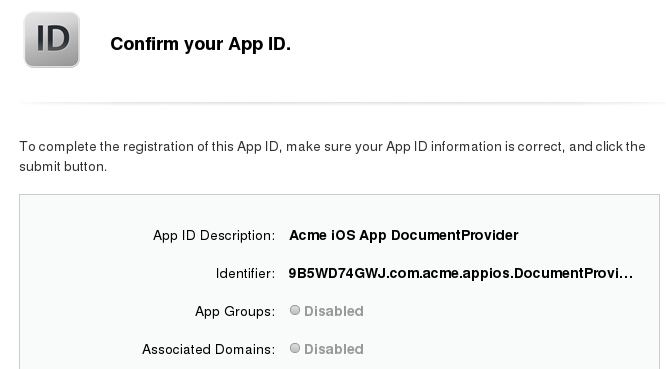 ID
Confirm your App ID.
To complete the registration of this App ID, make sure your App ID information is correct, and click the
submit button.
App ID Description: Acme iOS App DocumentProvider
Identifier: 9B5WD74GWJ.com.acme.appios.DocumentProvi...
App Groups: Disabled
Associated Domains: Disabled